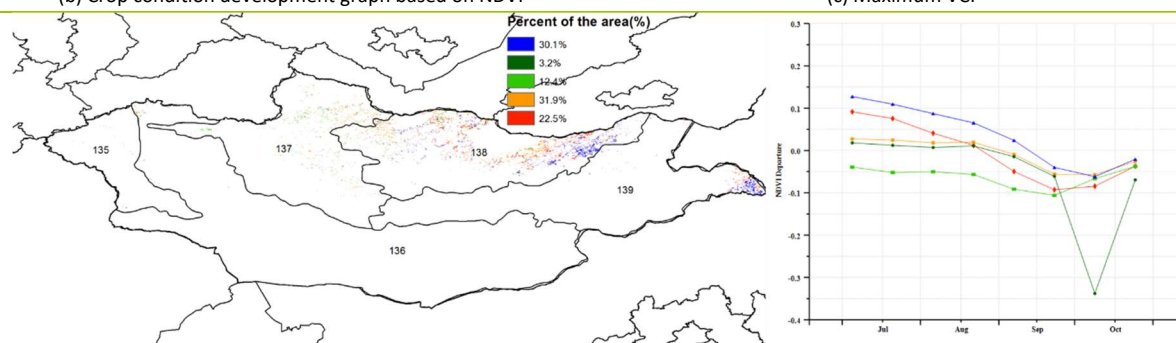 (b) Crop condition development graph based on NDVI
(c) Maximum VCI
Percent of the area(%)
30.1%
3.2%
12.4%
31.9%
22.5%
135
137
138
139
136
0.3
0.2
0.1
0.0
-0.1
-0.2
-0.3
-0.4
NDVI Departure
Jul
Aug
Sep
Oct